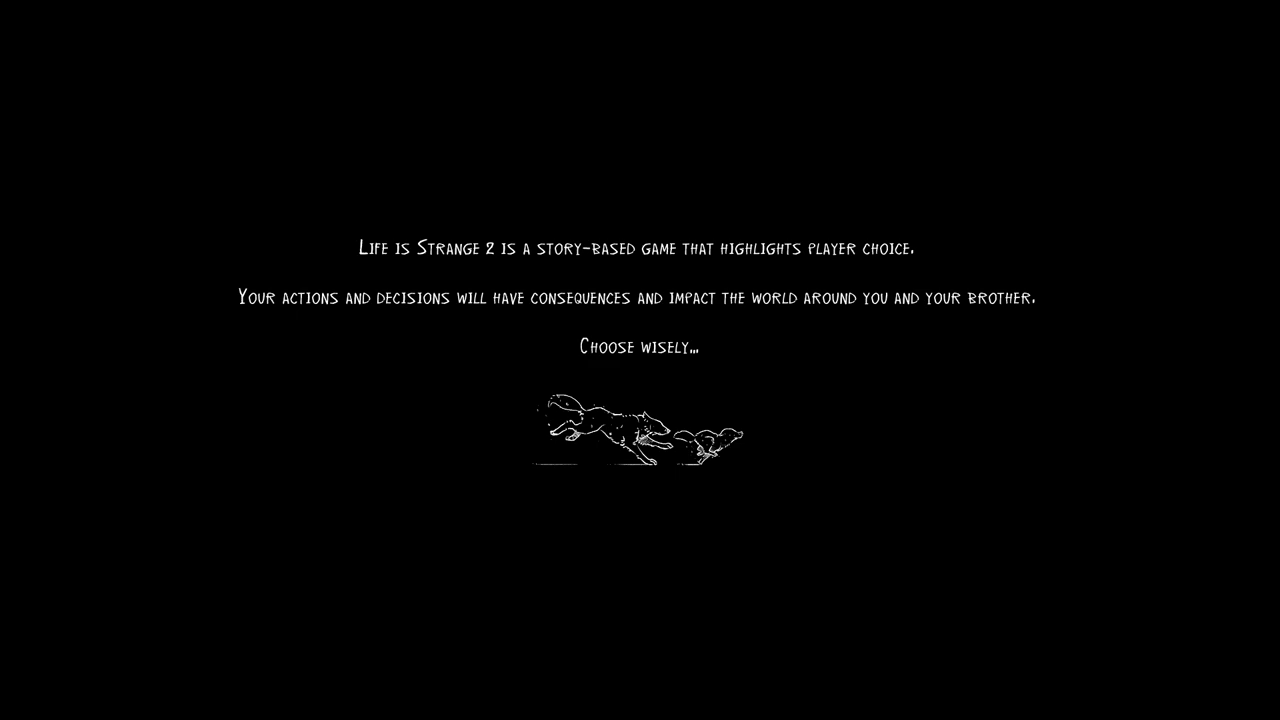 Life is Strange 2 is a story-based game that highlights player choice.
Your actions and decisions will have consequences and impact the world around you and your brother.
Choose wisely...